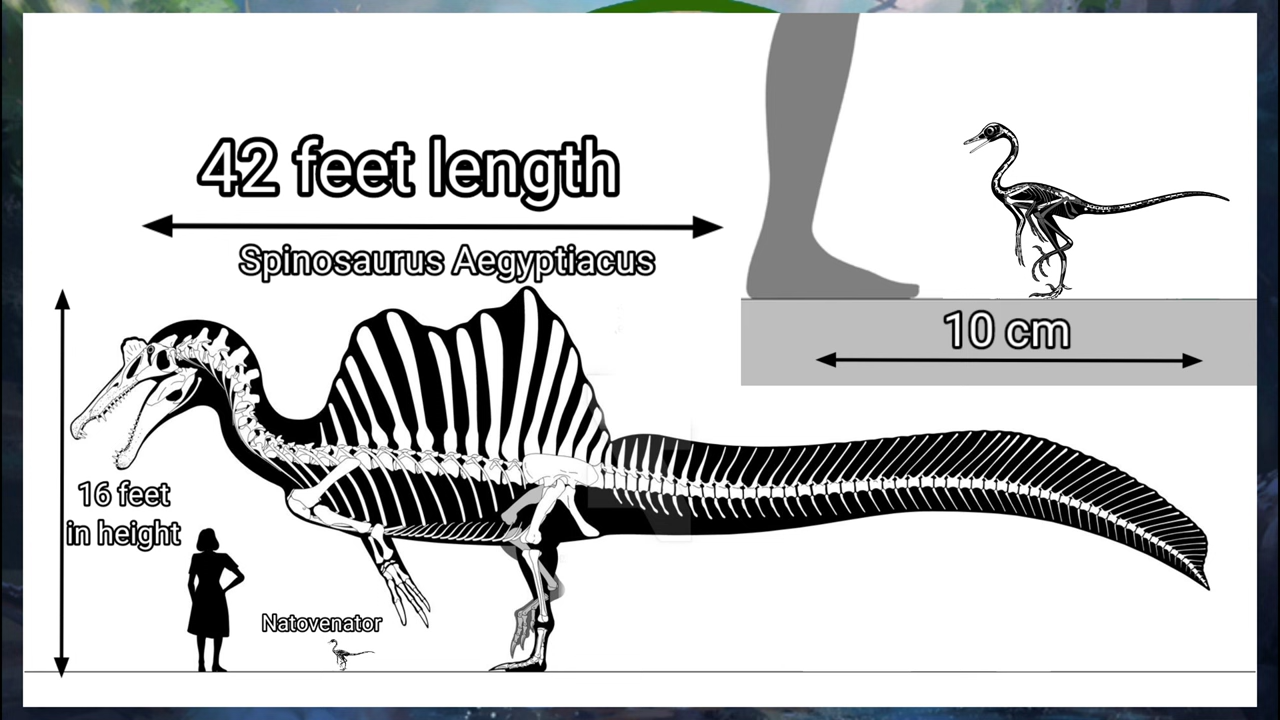 42 feet length
Spinosaurus Aegyptiacus
10 cm
16 feet
in height
Natovenator